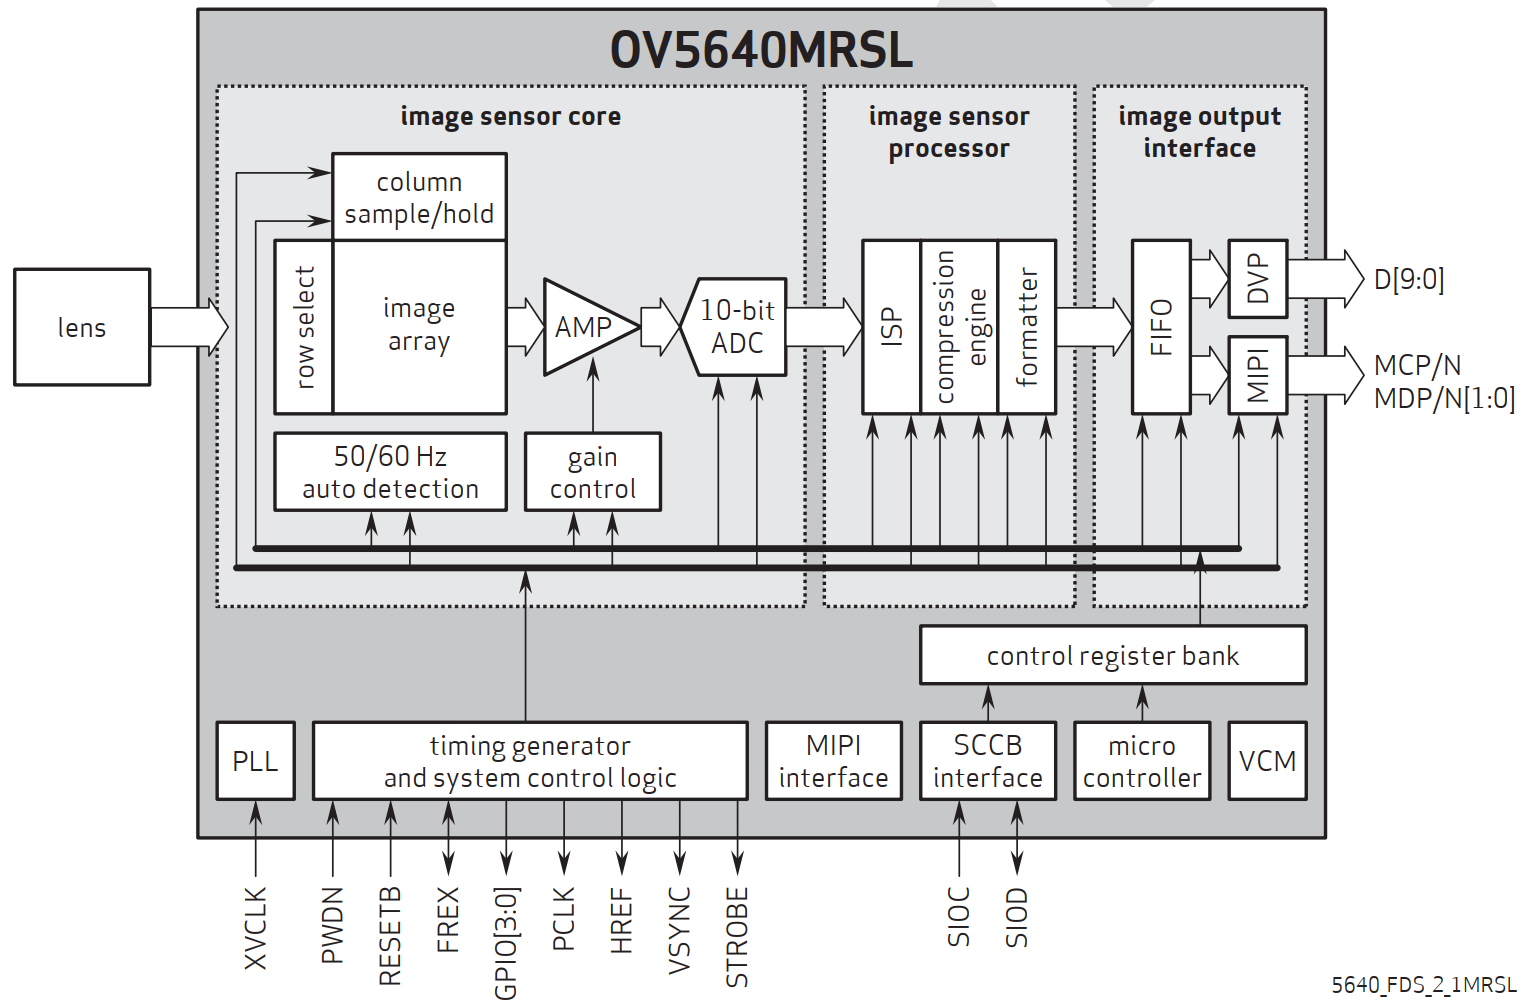 OV5640MRSL
image sensor core
image sensor
processor
image output
interface
column
sample/hold
lens
row select
image
array
AMP
10-bit
ADC
ISP
compression
engine
formatter
FIFO
DVP
MIPI
D[9:0]
MCP/N
MDP/N[1:0]
50/60 Hz
auto detection
gain
control
control register bank
PLL
timing generator
and system control logic
MIPI
interface
SCCB
interface
micro
controller
VCM
XVCLK
PWDN
RESETB
FREX
GPIO[3:0]
PCLK
HREF
VSYNC
STROBE
SIOC
SIOD
5640_FDS_2_1MRSL